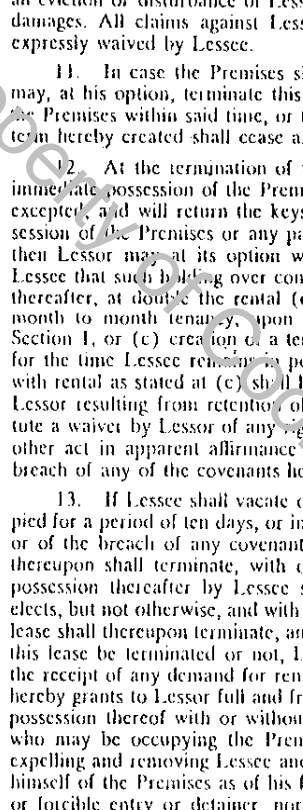 an eviction or disturbance of Less
damages. All claims against Less
expressly waived by Lessee.
11. In case the Premises s
may, at his option, terminate this
the Premises within said time, or
term hereby created shall cease a
12. At the termination of
immediate possession of the Prem
excepted, and will return the keys
session of the Premises or any pa
then Lessor may at its option w
Lessee that such holding over con
thereafter, at double the rental (
month to month tenancy, upon
Section 1, or (c) creation of a te
for the time Lessee remains in po
with rental as stated at (c) shall
Lessor resulting from retention of
tute a waiver by Lessor of any rig
other act in apparent affirmance
breach of any of the covenants he
13. If Lessee shall vacate o
pied for a period of ten days, or in
or of the breach of any covenant
thereupon shall terminate, with
possession thereafter by Lessee s
elects, but not otherwise, and with
lease shall thereupon terminate, an
this lease be terminated or not, L
the receipt of any demand for ren
hereby grants to Lessor full and fr
possession thereof with or withou
who may be occupying the Prem
expelling and removing Lessee and
himself of the Premises as of his f
or forcible entry or detainer
Property of Cook